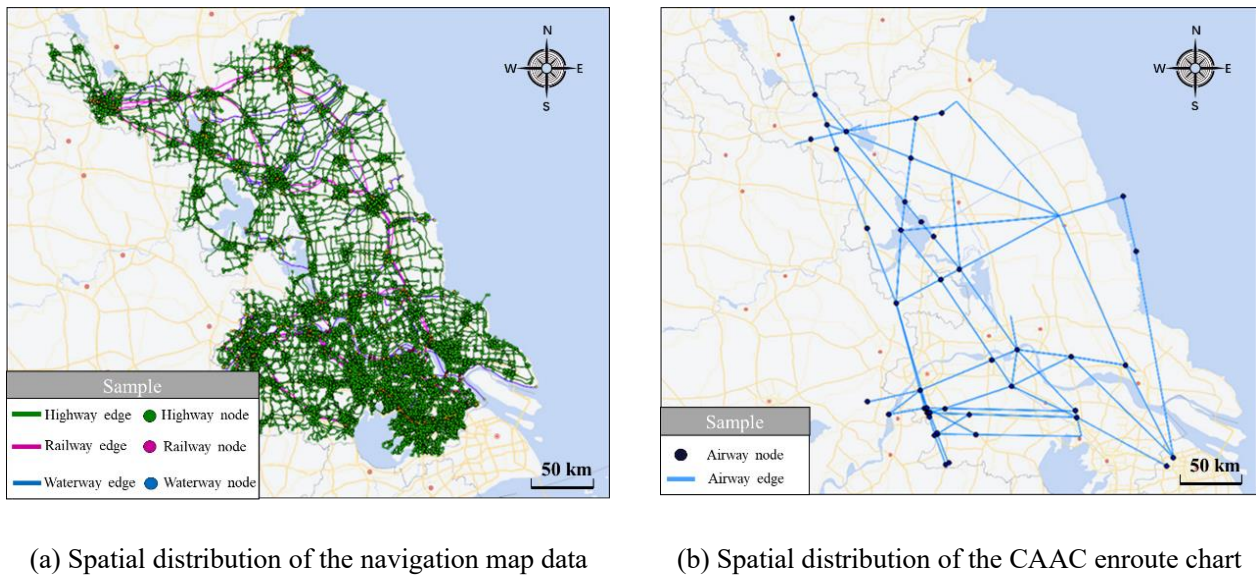 N
W E
S
Sample
Highway edge Highway node
Railway edge Railway node
Waterway edge Waterway node
50 km
(a) Spatial distribution of the navigation map data
N
W E
S
Sample
Airway node
Airway edge
50 km
(b) Spatial distribution of the CAAC enroute chart